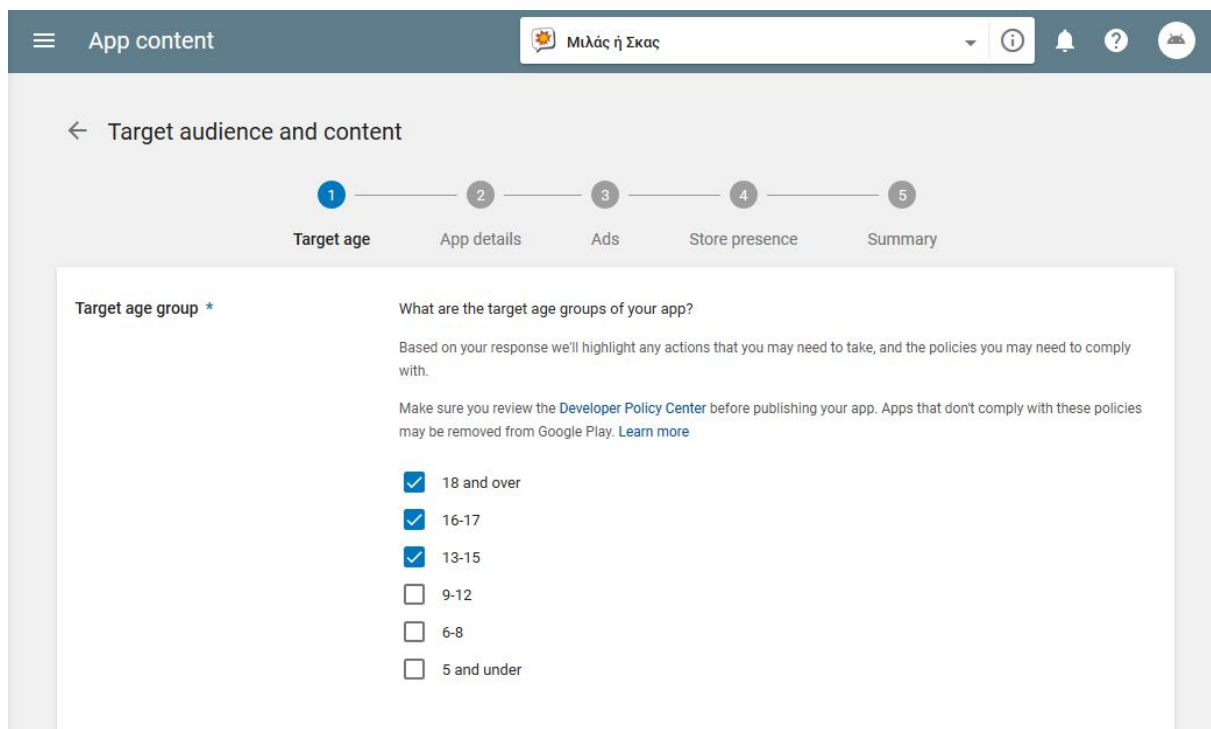 App content
Μιλάς ή Σκας
Target audience and content
1 2 3 4 5
Target age App details Ads Store presence Summary
Target age group *
What are the target age groups of your app?
Based on your response we'll highlight any actions that you may need to take, and the policies you may need to comply
with.
Make sure you review the Developer Policy Center before publishing your app. Apps that don't comply with these policies
may be removed from Google Play. Learn more
18 and over
16-17
13-15
9-12
6-8
5 and under